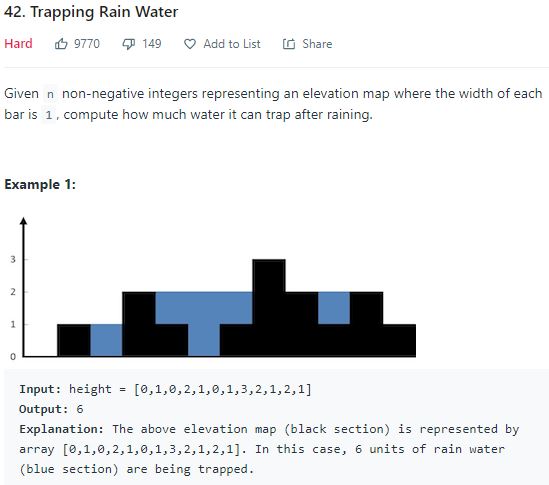 42. Trapping Rain Water
Hard 9770 149 Add to List Share
Given n non-negative integers representing an elevation map where the width of each
bar is 1, compute how much water it can trap after raining.
Example 1:
3
2
1
0
Input: height = [0,1,0,2,1,0,1,3,2,1,2,1]
Output: 6
Explanation: The above elevation map (black section) is represented by
array [0,1,0,2,1,0,1,3,2,1,2,1]. In this case, 6 units of rain water
(blue section) are being trapped.